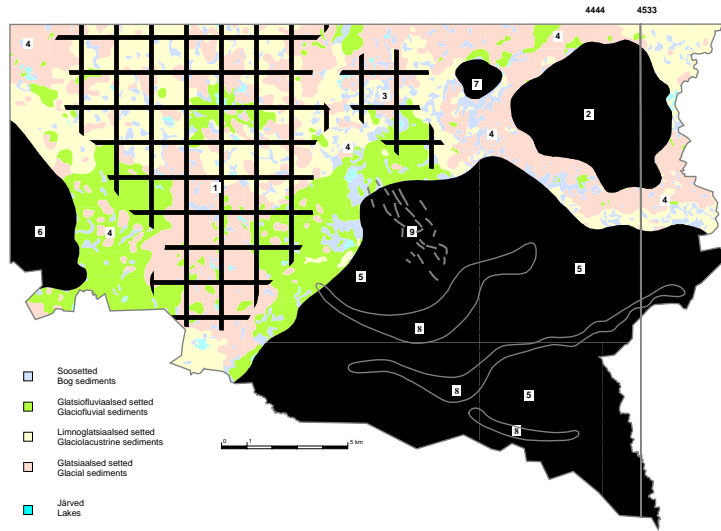 4444 4533
4 4
7
3
2
4
4
1
4
6 4 9
5 5
8
8 5
8
Soosetted
Bog sediments
Glatsiofluviaalsed setted
Glaciofluvial sediments
Limnoglatsiaalsed setted
Glaciolacustrine sediments
Glatsiaalsed setted
Glacial sediments
Järved
Lakes
0 1 5 km